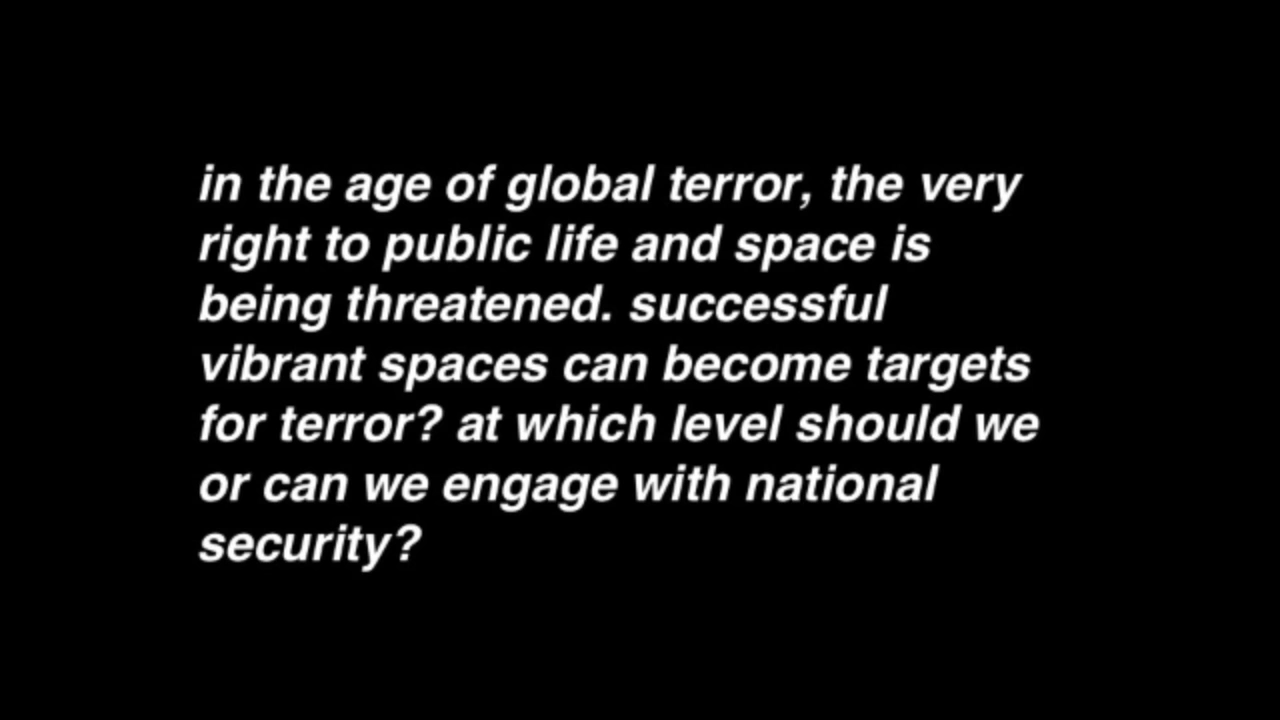 in the age of global terror, the very
right to public life and space is
being threatened. successful
vibrant spaces can become targets
for terror? at which level should we
or can we engage with national
security?